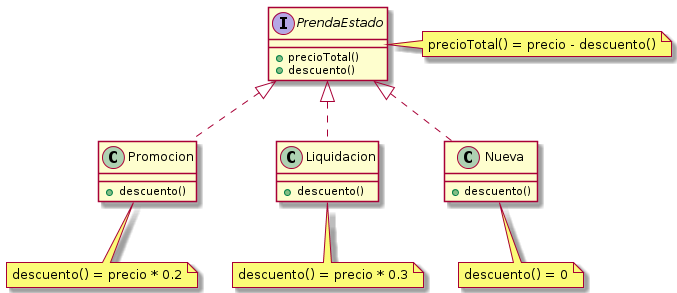 I PrendaEstado
precioTotal()
descuento()
precioTotal() = precio - descuento()
C Promocion
descuento()
C Liquidacion
descuento()
C Nueva
descuento()
descuento() = precio * 0.2
descuento() = precio * 0.3
descuento() = 0